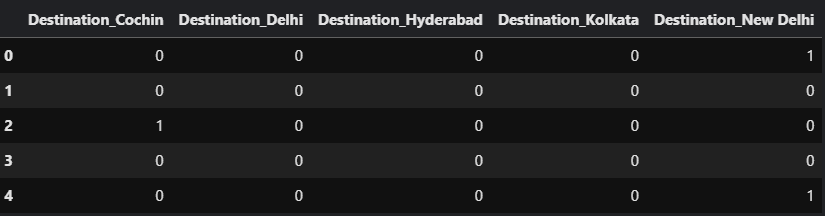 Destination_Cochin Destination_Delhi Destination_Hyderabad Destination_Kolkata Destination_New Delhi
0 0 0 0 0 1
1 0 0 0 0 0
2 1 0 0 0 0
3 0 0 0 0 0
4 0 0 0 0 1